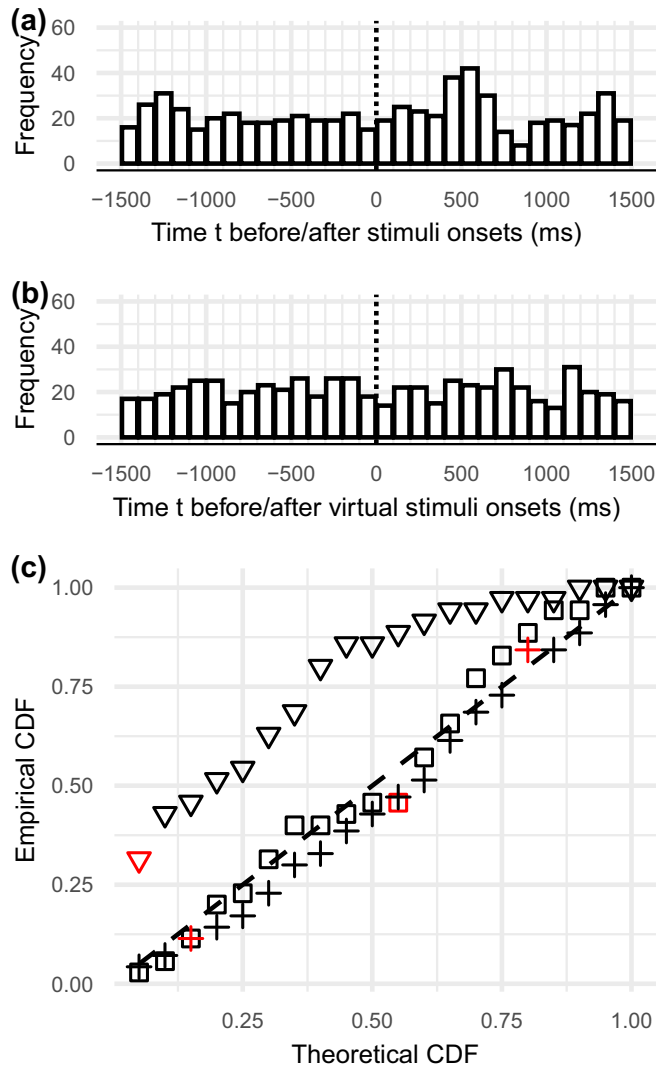 (a)
Frequency
60
40
20
0
−1500 −1000 −500 0 500 1000 1500
Time t before/after stimuli onsets (ms)
(b)
Frequency
60
40
20
0
−1500 −1000 −500 0 500 1000 1500
Time t before/after virtual stimuli onsets (ms)
(c)
Empirical CDF
1.00
0.75
0.50
0.25
0.00
0.25 0.50 0.75 1.00
Theoretical CDF